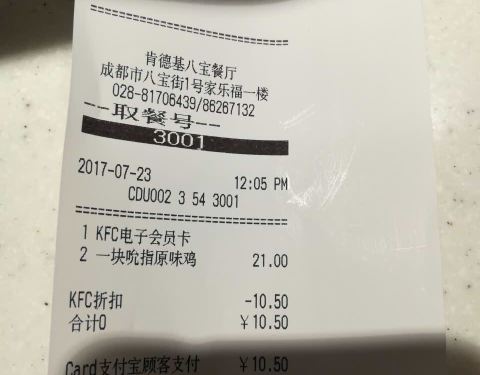 肯德基八宝餐厅
成都市八宝街1号家乐福一楼
028-81706439/86267132
--取餐号--
3001
2017-07-23 12:05 PM
CDU002 3 54 3001
1 KFC电子会员卡
2 一块吮指原味鸡 21.00
KFC折扣 -10.50
合计0 ¥10.50
Card支付宝顾客支付 ¥10.50